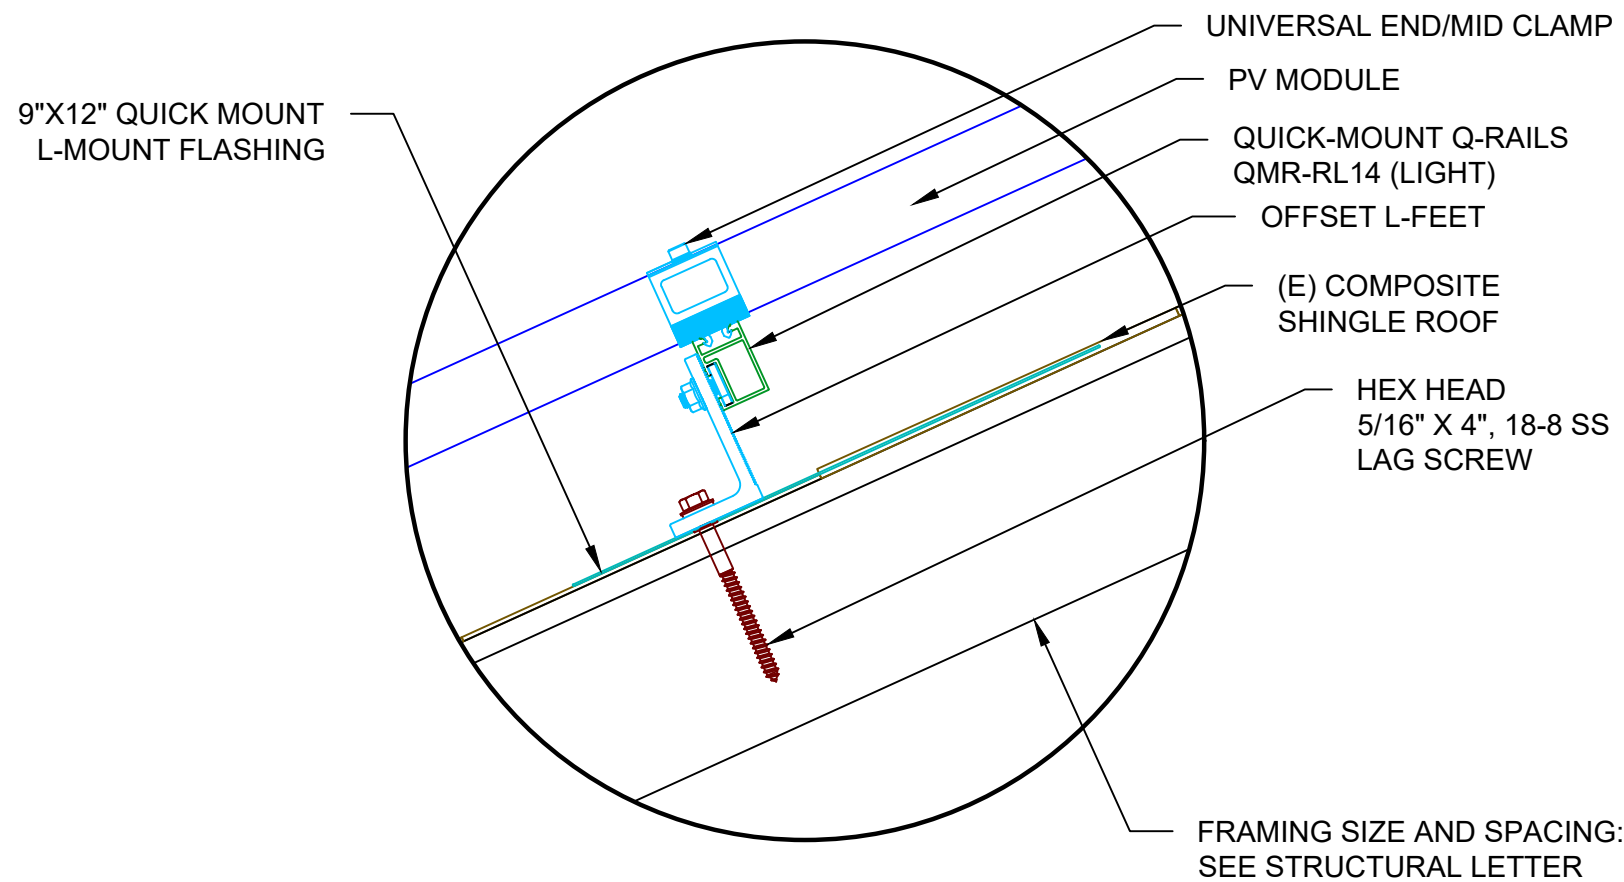 UNIVERSAL END/MID CLAMP
PV MODULE
9"X12" QUICK MOUNT
L-MOUNT FLASHING
QUICK-MOUNT Q-RAILS
QMR-RL14 (LIGHT)
OFFSET L-FEET
(E) COMPOSITE
SHINGLE ROOF
HEX HEAD
5/16" X 4", 18-8 SS
LAG SCREW
FRAMING SIZE AND SPACING:
SEE STRUCTURAL LETTER